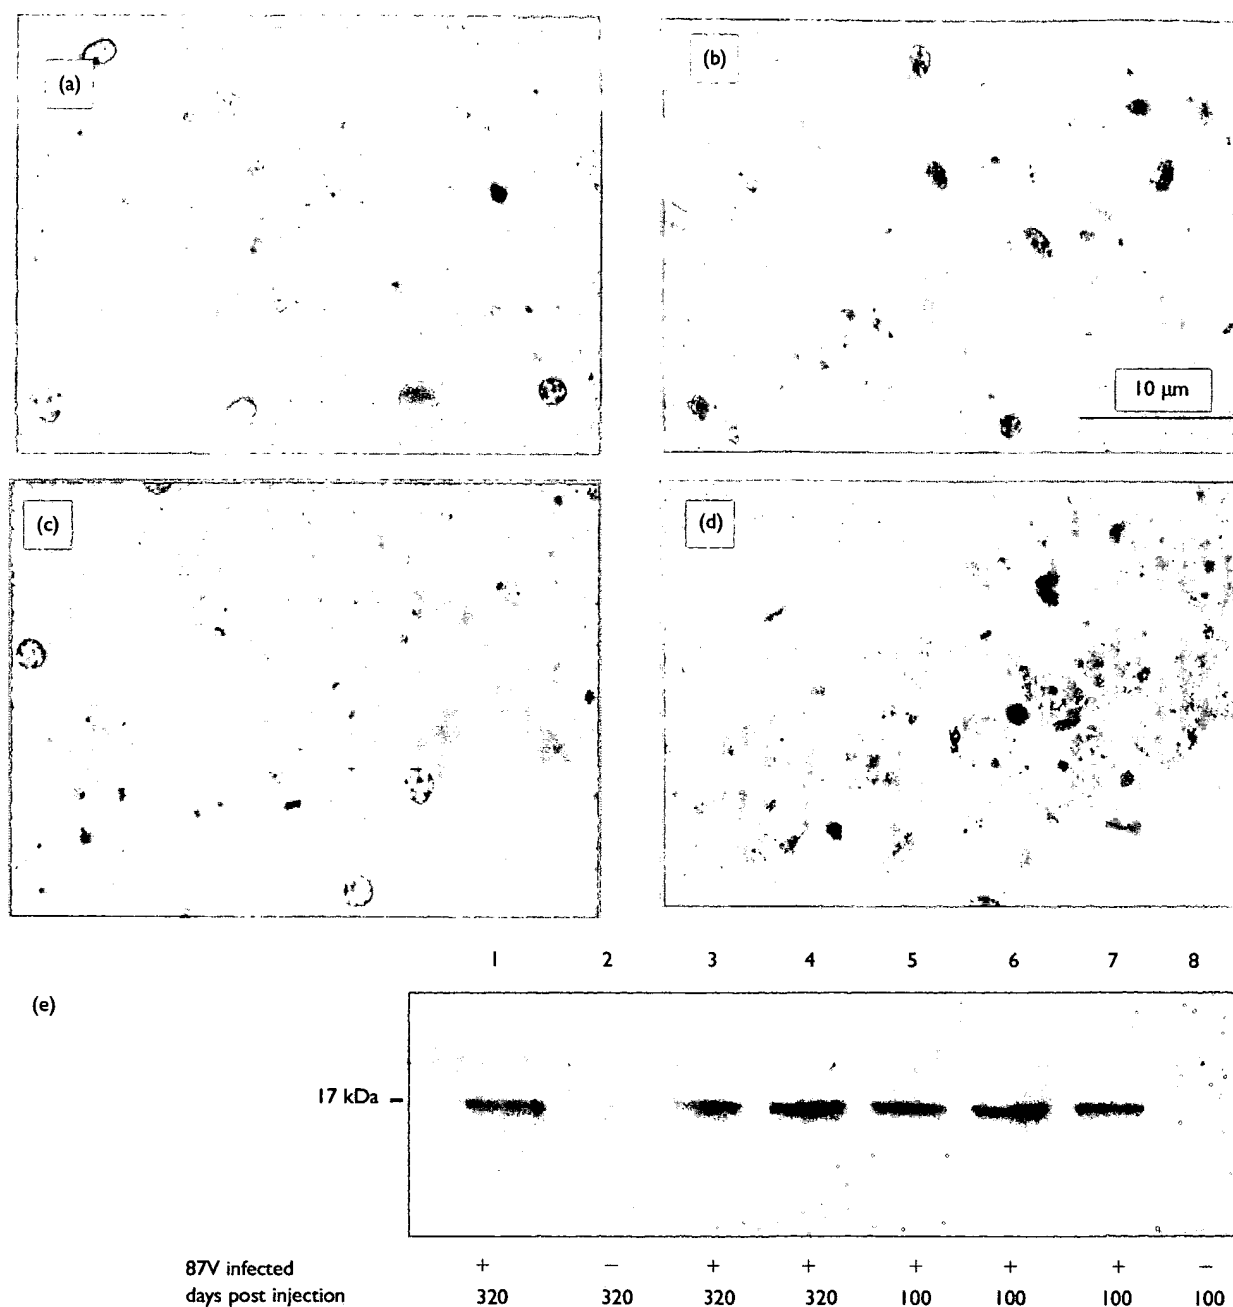 (a)
(b)
10 µm
(c)
(d)
1 2 3 4 5 6 7 8
(e)
17 kDa
87V infected + − + + + + + −
days post injection 320 320 320 320 100 100 100 100